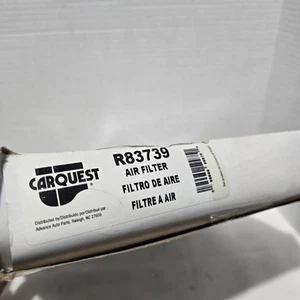 CARQUEST
Distributed by/Distribuido por/Distribué par :
Advance Auto Parts, Raleigh, NC 27609
R83739
AIR FILTER
FILTRO DE AIRE
FILTRE A AIR